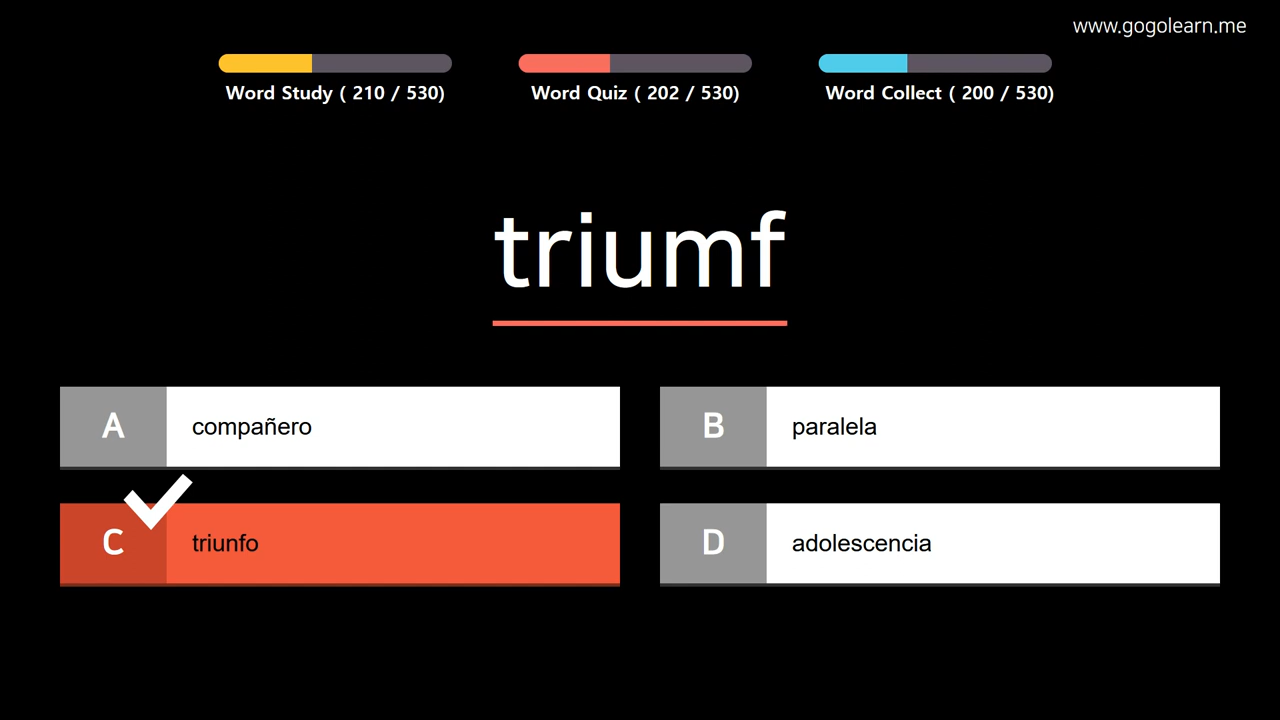 www.gogolearn.me
Word Study ( 210 / 530)
Word Quiz ( 202 / 530)
Word Collect ( 200 / 530)
triumf
A compañero
B paralela
C triunfo
D adolescencia